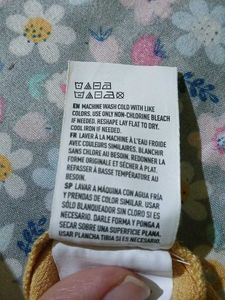 EN MACHINE WASH COLD WITH LIKE
COLORS, USE ONLY NON-CHLORINE BLEACH
IF NEEDED. RESHAPE LAY FLAT TO DRY.
COOL IRON IF NEEDED.
FR LAVER À LA MACHINE À L'EAU FROIDE
AVEC COULEURS SIMILAIRES. BLANCHIR
SANS CHLORE AU BESOIN. REDONNER LA
FORME ORIGINALE ET SÉCHER À PLAT.
REPASSER À BASSE TEMPÉRATURE AU
BESOIN.
SP LAVAR A MÁQUINA CON AGUA FRÍA
Y PRENDAS DE COLOR SIMILAR. USAR
SÓLO BLANQUEADOR SIN CLORO SI ES
NECESARIO. DARLE FORMA Y PONGA A
SECAR SOBRE UNA SUPERFICIE PLANA.
USAR PLANCHA TIBIA SI ES NECESARIO.